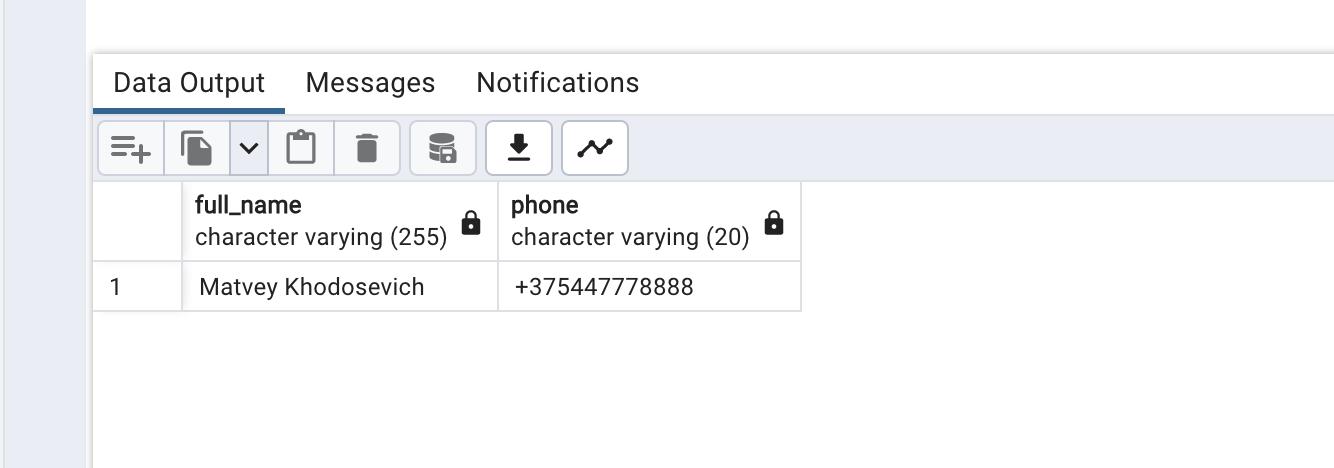 Data Output Messages Notifications
full_name phone
character varying (255) character varying (20)
1 Matvey Khodosevich +375447778888